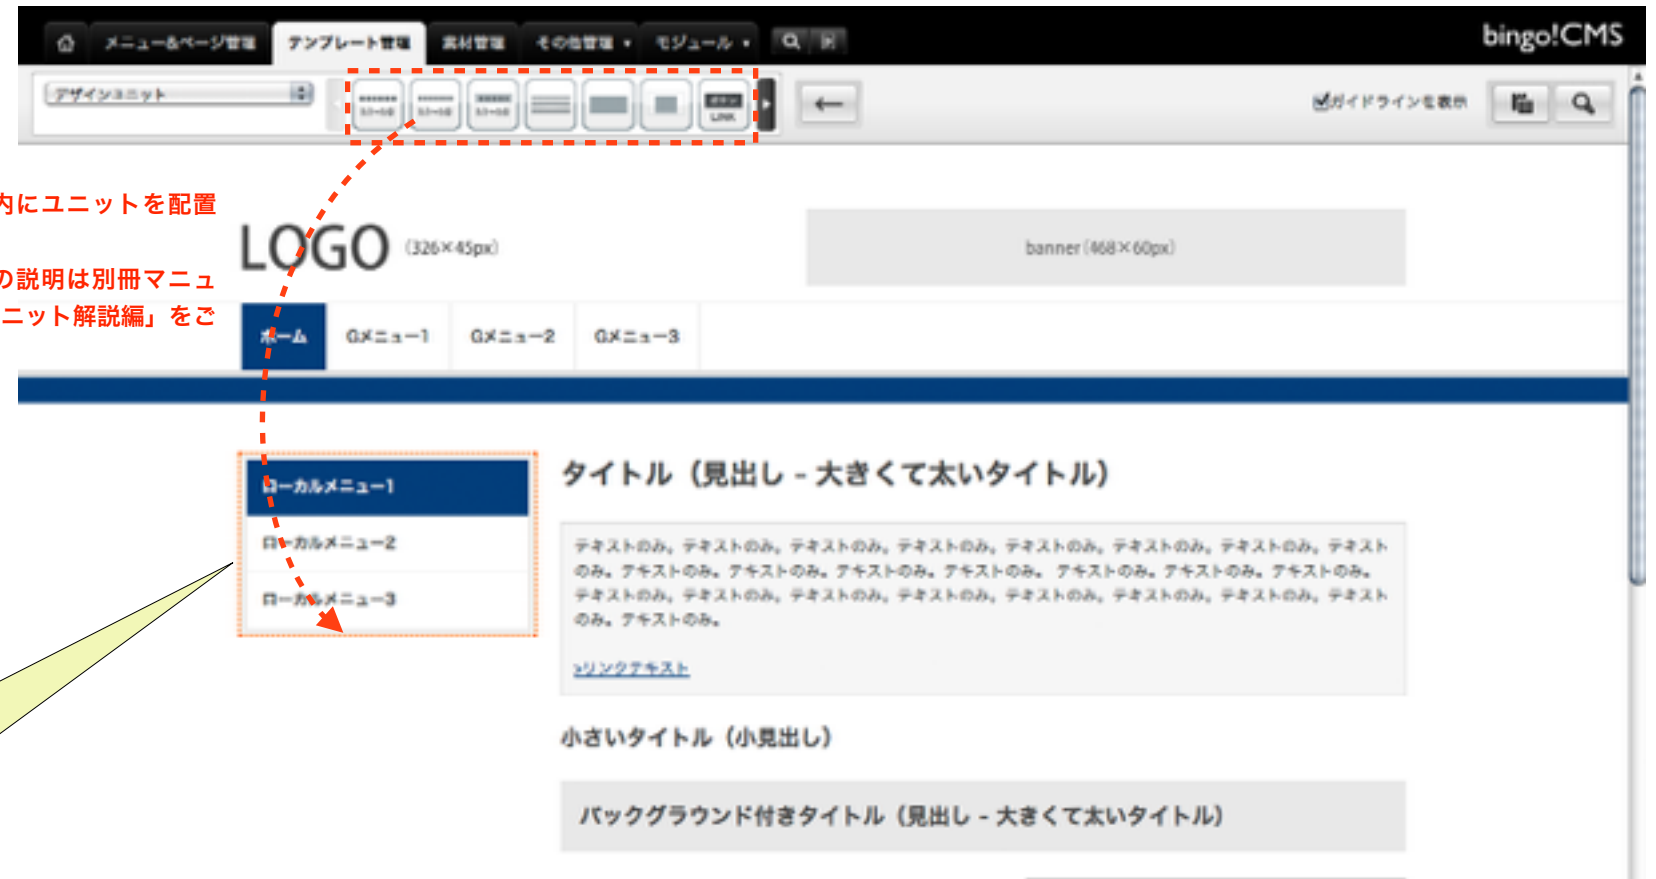 メニュー&ページ管理 テンプレート管理 素材管理 その他管理 モジュール
bingo!CMS
デザインユニット
LINK
ガイドラインを表示
内にユニットを配置
の説明は別冊マニュ
ニット解説編」をご
LOGO (326×45px)
banner(468×60px)
ホーム Gメニュー1 Gメニュー2 Gメニュー3
ローカルメニュー1
ローカルメニュー2
ローカルメニュー3
タイトル（見出し - 大きくて太いタイトル）
テキストのみ。テキストのみ。テキストのみ。テキストのみ。テキストのみ。テキストのみ。テキストのみ。テキスト
のみ。テキストのみ。テキストのみ。テキストのみ。テキストのみ。 テキストのみ。テキストのみ。テキストのみ。
テキストのみ。テキストのみ。テキストのみ。テキストのみ。テキストのみ。テキストのみ。テキストのみ。テキスト
のみ。テキストのみ。
>リンクテキスト
小さいタイトル（小見出し）
バックグラウンド付きタイトル（見出し - 大きくて太いタイトル）